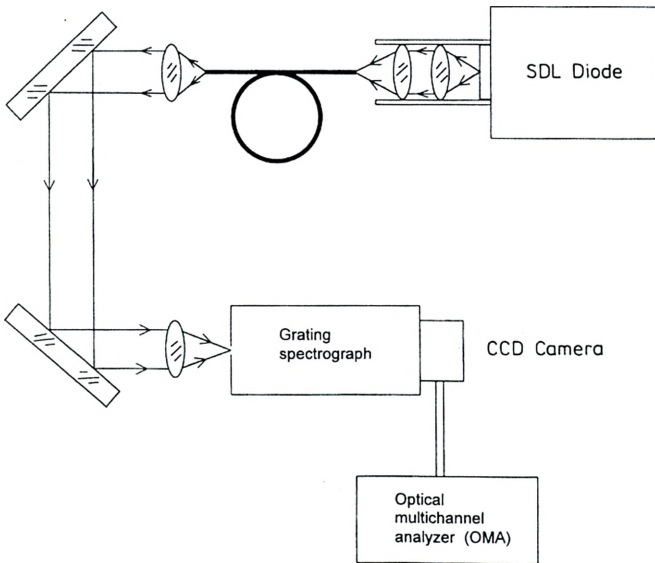 SDL Diode
Grating
spectrograph
CCD Camera
Optical
multichannel
analyzer (OMA)